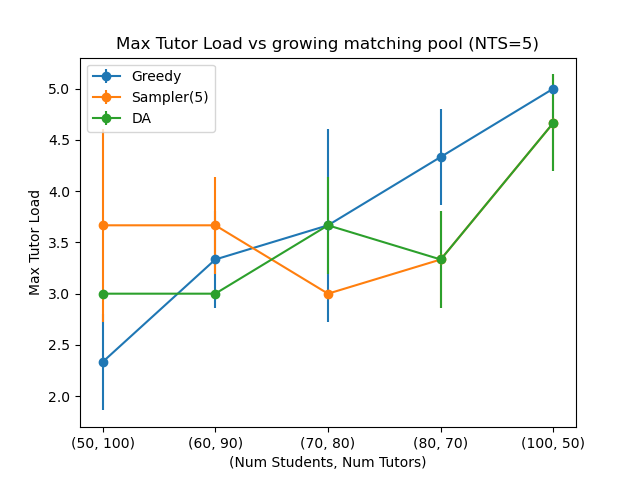 Max Tutor Load vs growing matching pool (NTS=5)
Greedy
Sampler(5)
DA
5.0
4.5
4.0
3.5
3.0
2.5
2.0
Max Tutor Load
(50, 100) (60, 90) (70, 80) (80, 70) (100, 50)
(Num Students, Num Tutors)